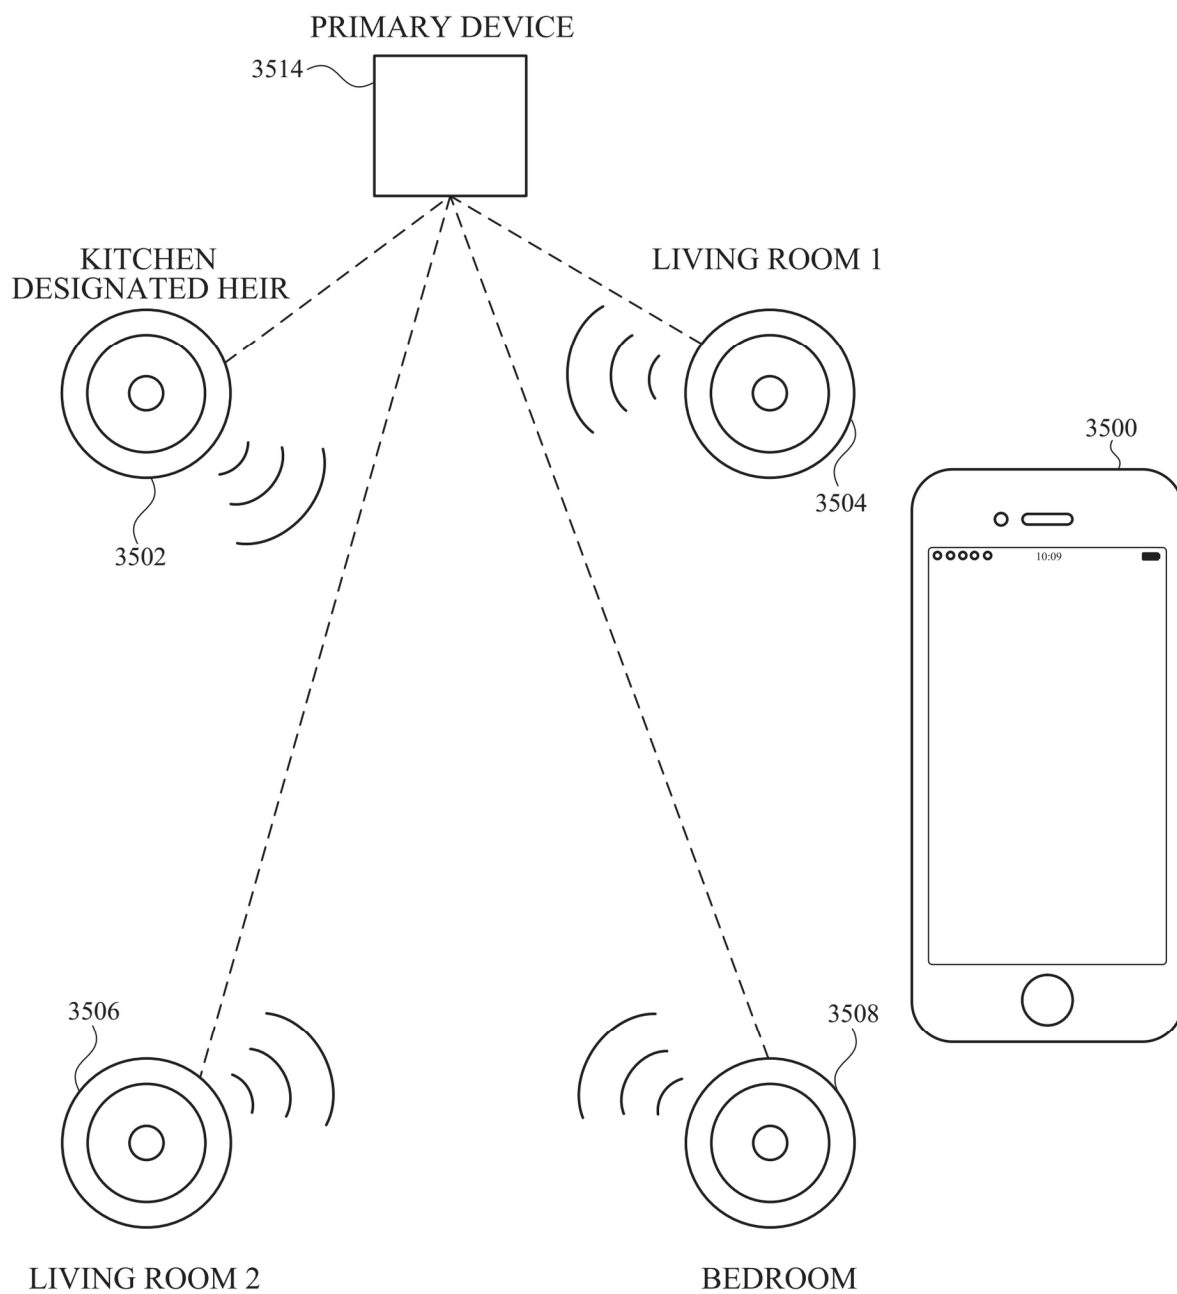 PRIMARY DEVICE
3514
KITCHEN
DESIGNATED HEIR
LIVING ROOM 1
3502
3504
3500
10:09
3506
3508
LIVING ROOM 2
BEDROOM